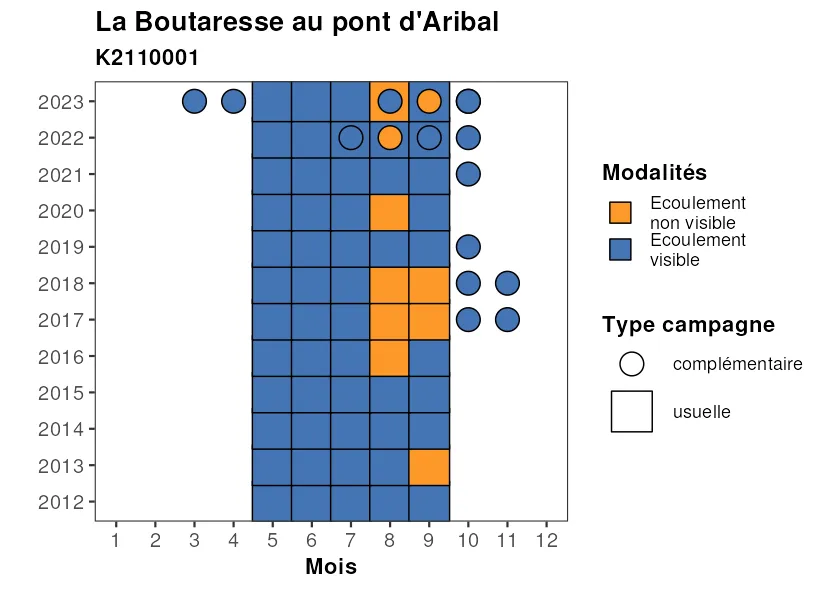 La Boutaresse au pont d'Aribal
K2110001
2023
2022
2021
2020
2019
2018
2017
2016
2015
2014
2013
2012
1 2 3 4 5 6 7 8 9 10 11 12
Mois
Modalités
Ecoulement
non visible
Ecoulement
visible
Type campagne
complémentaire
usuelle